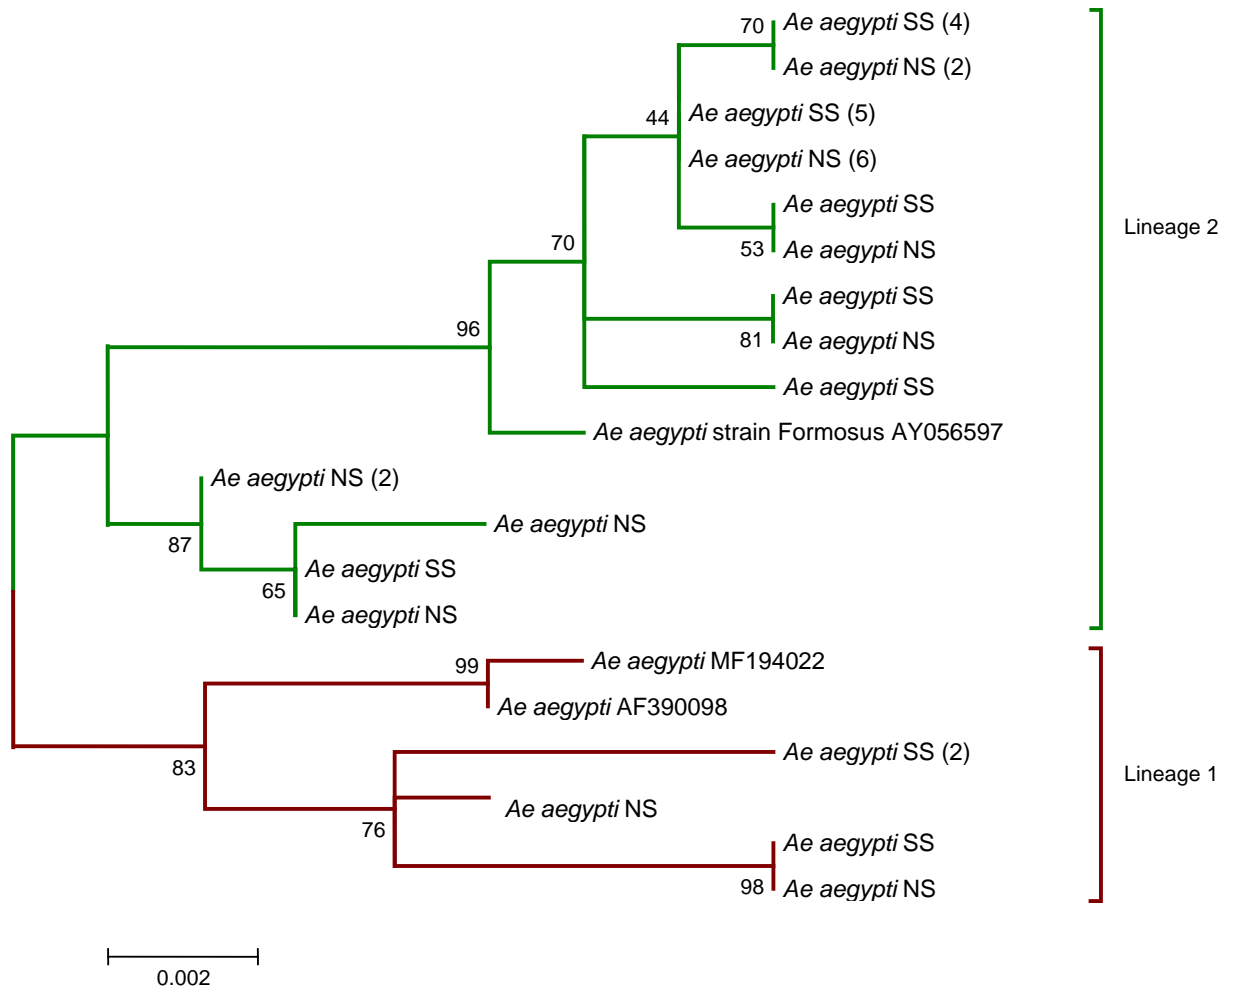 70
Ae aegypti SS (4)
Ae aegypti NS (2)
44
Ae aegypti SS (5)
Ae aegypti NS (6)
Ae aegypti SS
53
Ae aegypti NS
Lineage 2
70
Ae aegypti SS
96
81
Ae aegypti NS
Ae aegypti SS
Ae aegypti strain Formosus AY056597
Ae aegypti NS (2)
87
Ae aegypti NS
65
Ae aegypti SS
Ae aegypti NS
99
Ae aegypti MF194022
Ae aegypti AF390098
83
Ae aegypti SS (2)
Lineage 1
76
Ae aegypti NS
Ae aegypti SS
98
Ae aegypti NS
0.002